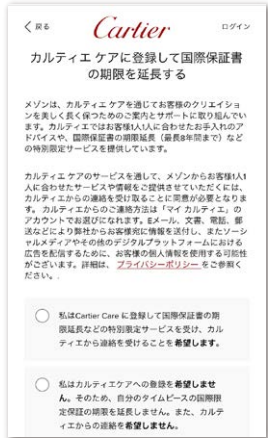 戻る
Cartier
ログイン
カルティエ ケアに登録して国際保証書
の期限を延長する
メゾンは、カルティエ ケアを通じてお客様のクリエイショ
ンを美しく長く保つためのご案内とサポートに取り組んでい
ます。カルティエではお客様1人1人に合わせたお手入れのア
ドバイスや、国際保証書の期限延長（最長8年間まで）など
の特別限定サービスを提供しています。
カルティエ ケアのサービスを通して、メゾンからお客様1人1
人に合わせたサービスや情報をご提供させていただくには、
カルティエからの連絡を受け取ることに同意が必要となりま
す。 カルティエからのご連絡方法は「マイ カルティエ」の
アカウントでお選びになれます。Eメール、文書、電話、郵
送などにより弊社からお客様宛に情報を送付し、またソーシ
ャルメディアやその他のデジタルプラットフォームにおける
広告を配信するために、お客様の個人情報を使用する可能性
がございます。詳細は、 プライバシーポリシー をご参照く
ださい。.
私はCartier Care に登録して国際保証書の期
限延長などの特別限定サービスを受け、カル
ティエから連絡を受けることを希望します。
私はカルティエケアへの登録を希望しませ
ん。そのため、自分のタイムピースの国際限
定保証の期限を延長しません。また、カルテ
ィエからの連絡を希望しません。